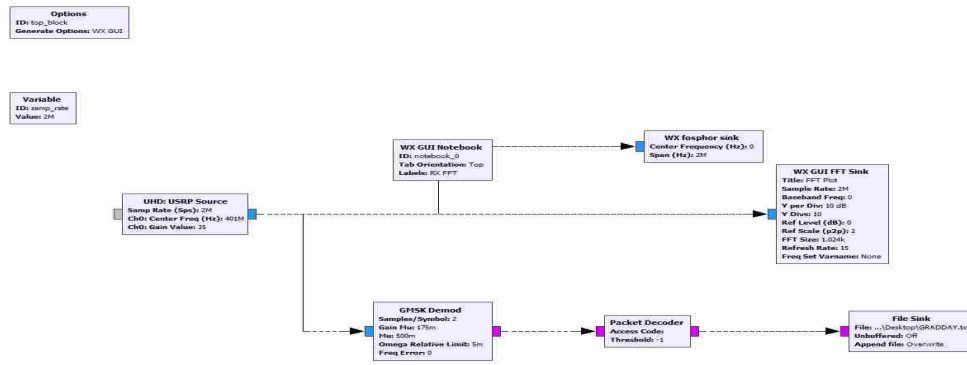 Options
ID: top_block
Generate Options: WX GUI
Variable
ID: samp_rate
Value: 2M
WX GUI Notebook
ID: notebook_0
Tab Orientation: Top
Labels: RX FFT
WX fosphor sink
Center Frequency (Hz): 0
Span (Hz): 2M
UHD: USRP Source
Samp Rate (Sps): 2M
Ch0: Center Freq (Hz): 401M
Ch0: Gain Value: 35
WX GUI FFT Sink
Title: FFT Plot
Sample Rate: 2M
Baseband Freq: 0
Y per Div: 10 dB
Y Divs: 10
Ref Level (dB): 0
Ref Scale (p2p): 2
FFT Size: 1.024k
Refresh Rate: 15
Freq Set Varname: None
GMSK Demod
Samples/Symbol: 2
Gain Mu: 175m
Mu: 500m
Omega Relative Limit: 5m
Freq Error: 0
Packet Decoder
Access Code:
Threshold: -1
File Sink
File: ...\Desktop\GRADDAY.txt
Unbuffered: Off
Append file: Overwrite